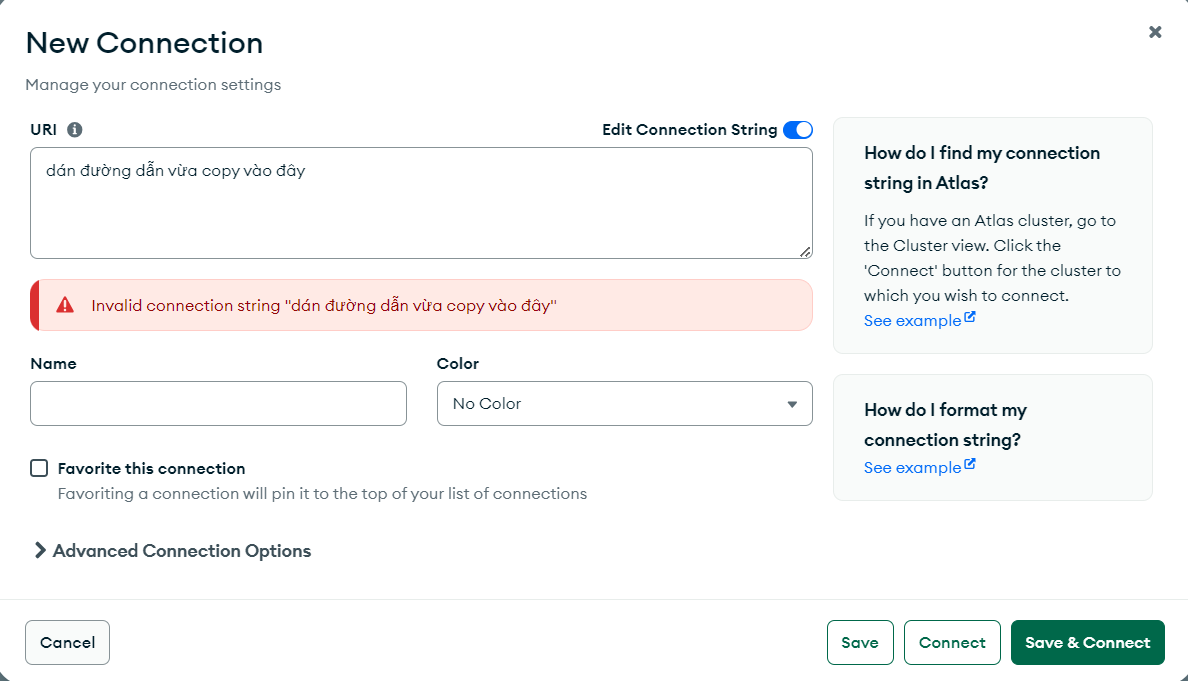 New Connection
Manage your connection settings
URI
Edit Connection String
dán đường dẫn vừa copy vào đây
Invalid connection string "dán đường dẫn vừa copy vào đây"
Name
Color
No Color
Favorite this connection
Favoriting a connection will pin it to the top of your list of connections
Advanced Connection Options
How do I find my connection
string in Atlas?
If you have an Atlas cluster, go to
the Cluster view. Click the
'Connect' button for the cluster to
which you wish to connect.
See example
How do I format my
connection string?
See example
Cancel
Save
Connect
Save & Connect